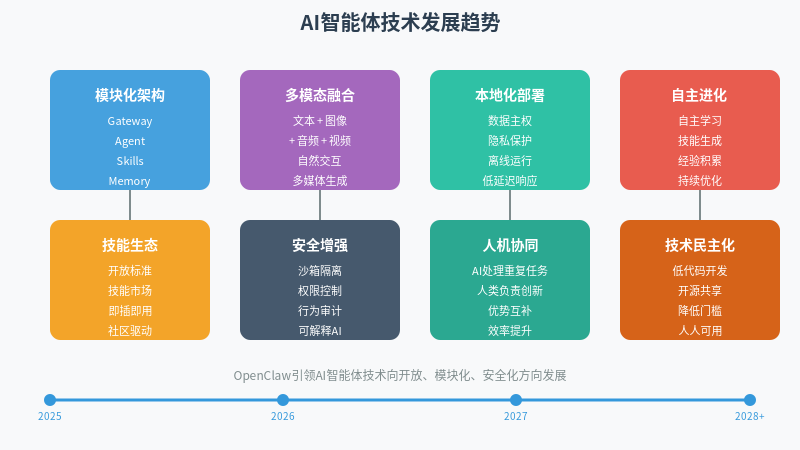 AI智能体技术发展趋势
模块化架构
Gateway
Agent
Skills
Memory
多模态融合
文本 + 图像
+ 音频 + 视频
自然交互
多媒体生成
本地化部署
数据主权
隐私保护
离线运行
低延迟响应
自主进化
自主学习
技能生成
经验积累
持续优化
技能生态
开放标准
技能市场
即插即用
社区驱动
安全增强
沙箱隔离
权限控制
行为审计
可解释AI
人机协同
AI处理重复任务
人类负责创新
优势互补
效率提升
技术民主化
低代码开发
开源共享
降低门槛
人人可用
OpenClaw引领AI智能体技术向开放、模块化、安全化方向发展
2025
2026
2027
2028+